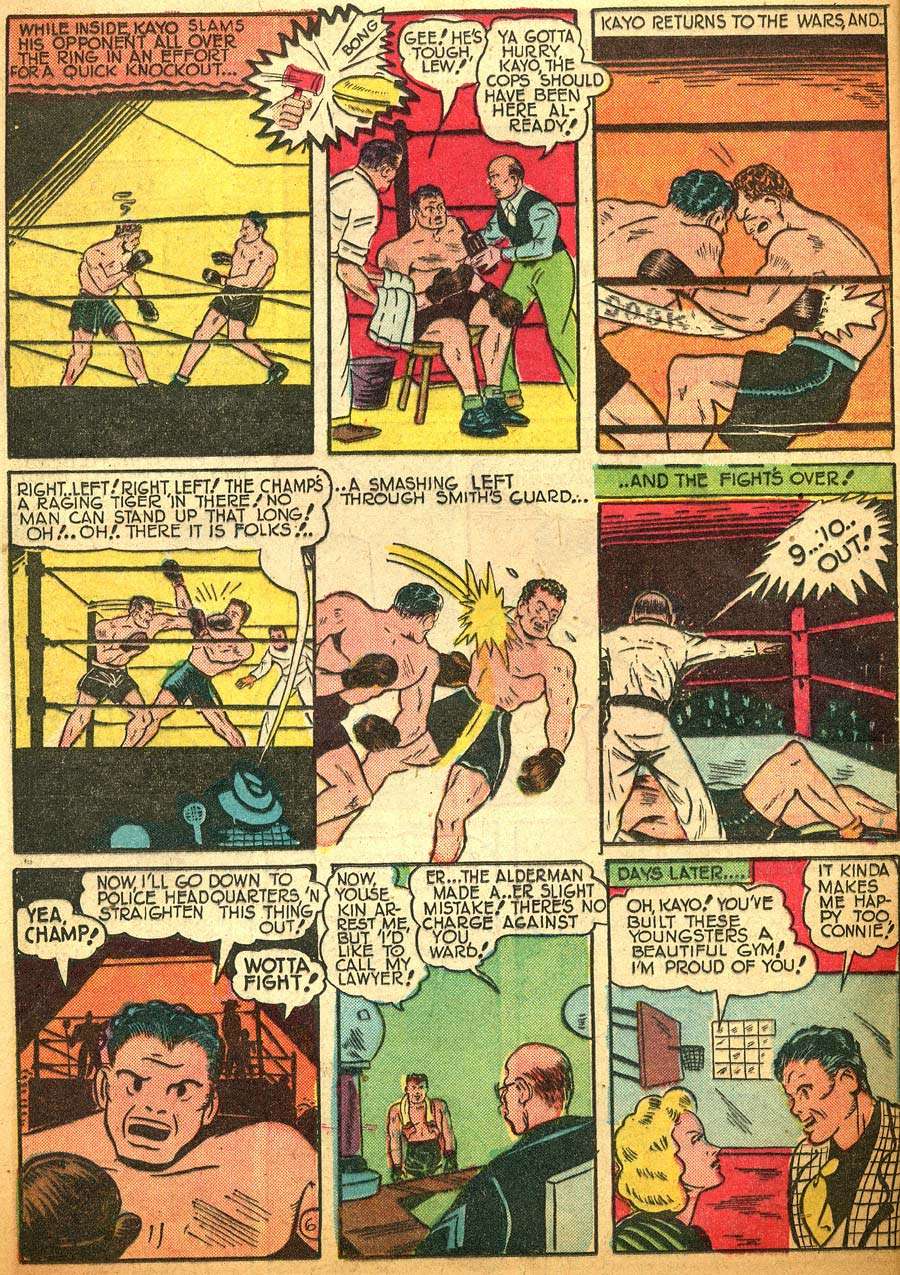 WHILE INSIDE, KAYO SLAMS
HIS OPPONENT ALL OVER
THE RING IN AN EFFORT
FOR A QUICK KNOCKOUT...
BONG
GEE! HE'S
TOUGH,
LEW!
YA GOTTA
HURRY,
KAYO, THE
COPS SHOULD
HAVE BEEN
HERE AL-
READY!
KAYO RETURNS TO THE WARS, AND-
SOCK
RIGHT, LEFT! RIGHT, LEFT! THE CHAMP'S
A RAGING TIGER IN THERE! NO
MAN CAN STAND UP THAT LONG!
OH!.. OH!. THERE IT IS FOLKS!..
..A SMASHING LEFT
THROUGH SMITH'S GUARD...
..AND THE FIGHT'S OVER!
9...10..
OUT!
YEA,
CHAMP!
NOW, I'LL GO DOWN TO
POLICE HEADQUARTERS 'N
STRAIGHTEN THIS THING
OUT!
WOTTA
FIGHT!
6
NOW,
YOU'SE
KIN AR-
REST ME,
BUT I'D
LIKE TO
CALL MY
LAWYER!
ER...THE ALDERMAN
MADE A..ER SLIGHT
MISTAKE! THERE'S NO
CHARGE AGAINST
YOU,
WARD!
DAYS LATER....
OH, KAYO! YOU'VE
BUILT THESE
YOUNGSTERS A
BEAUTIFUL GYM!
I'M PROUD OF YOU!
IT KINDA
MAKES
ME HAP-
PY TOO,
CONNIE!